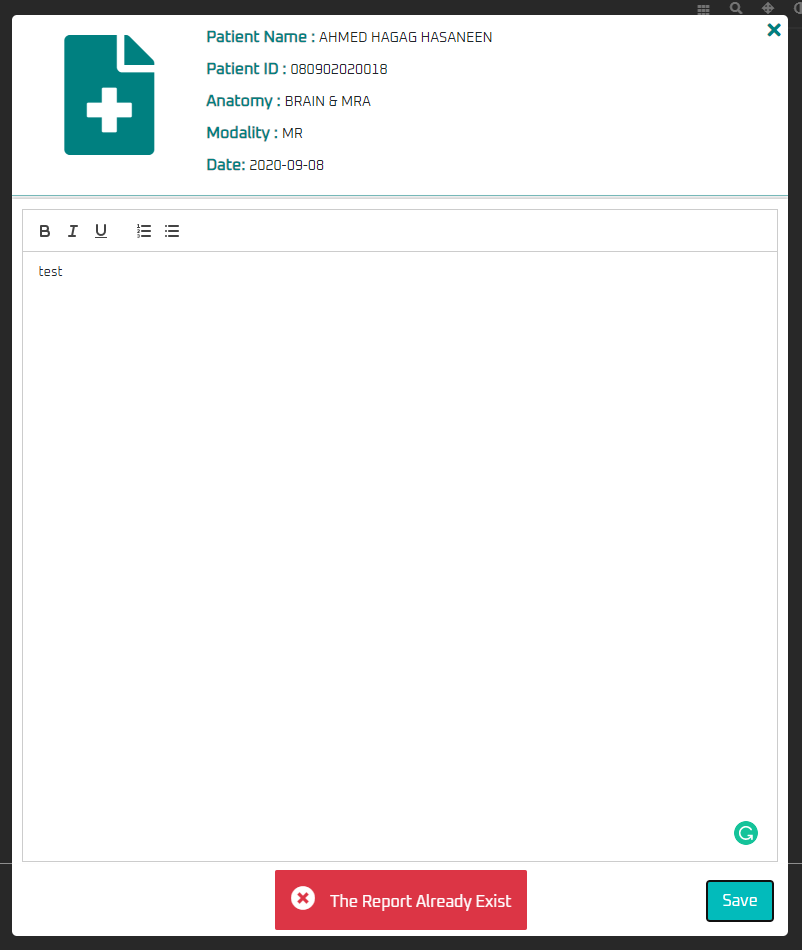 Patient Name : AHMED HAGAG HASANEEN
Patient ID : 080902020018
Anatomy : BRAIN & MRA
Modality : MR
Date: 2020-09-08
B I U
test
The Report Already Exist
Save